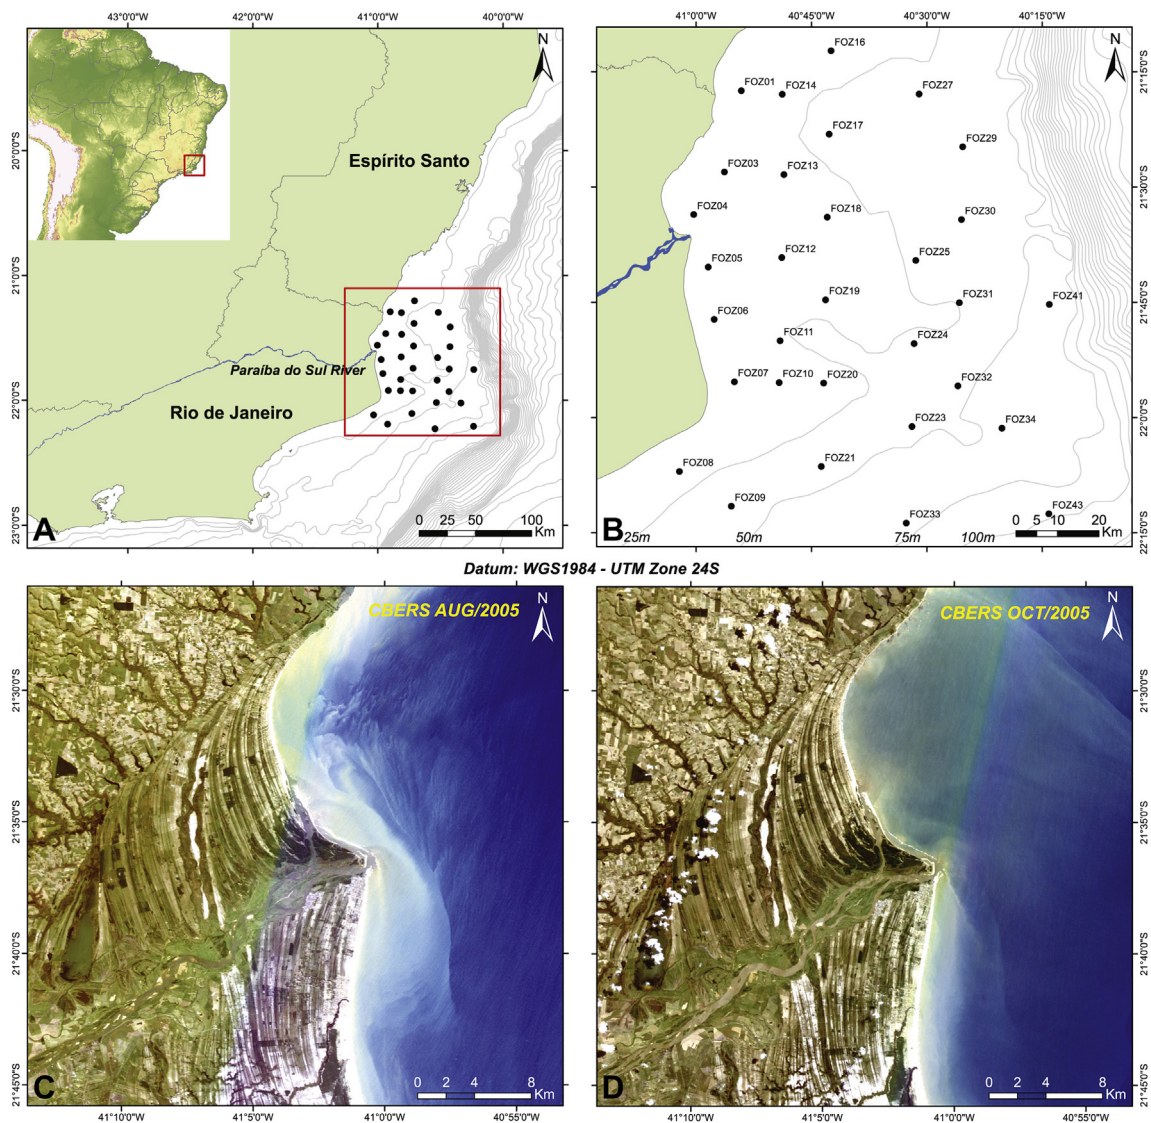 43°0'0"W 42°0'0"W 41°0'0"W 40°0'0"W
41°0'0"W 40°45'0"W 40°30'0"W 40°15'0"W
N
Espírito Santo
Paraíba do Sul River
Rio de Janeiro
20°0'0"S
21°0'0"S
22°0'0"S
23°0'0"S
A
0 25 50 100
Km
N
FOZ16
FOZ01
FOZ14
FOZ27
FOZ17
FOZ29
FOZ03
FOZ13
FOZ04
FOZ18
FOZ30
FOZ12
FOZ05
FOZ25
FOZ19
FOZ31
FOZ41
FOZ06
FOZ11
FOZ24
FOZ07
FOZ10
FOZ20
FOZ32
FOZ23
FOZ34
FOZ08
FOZ21
FOZ09
FOZ33
FOZ43
21°15'0"S
21°30'0"S
21°45'0"S
22°0'0"S
22°15'0"S
B
25m 50m 75m 100m
0 5 10 20
Km
Datum: WGS1984 - UTM Zone 24S
CBERS AUG/2005
N
21°30'0"S
21°35'0"S
21°40'0"S
21°45'0"S
C
0 2 4 8
Km
41°10'0"W 41°5'0"W 41°0'0"W 40°55'0"W
CBERS OCT/2005
N
21°30'0"S
21°35'0"S
21°40'0"S
21°45'0"S
D
0 2 4 8
Km
41°10'0"W 41°5'0"W 41°0'0"W 40°55'0"W